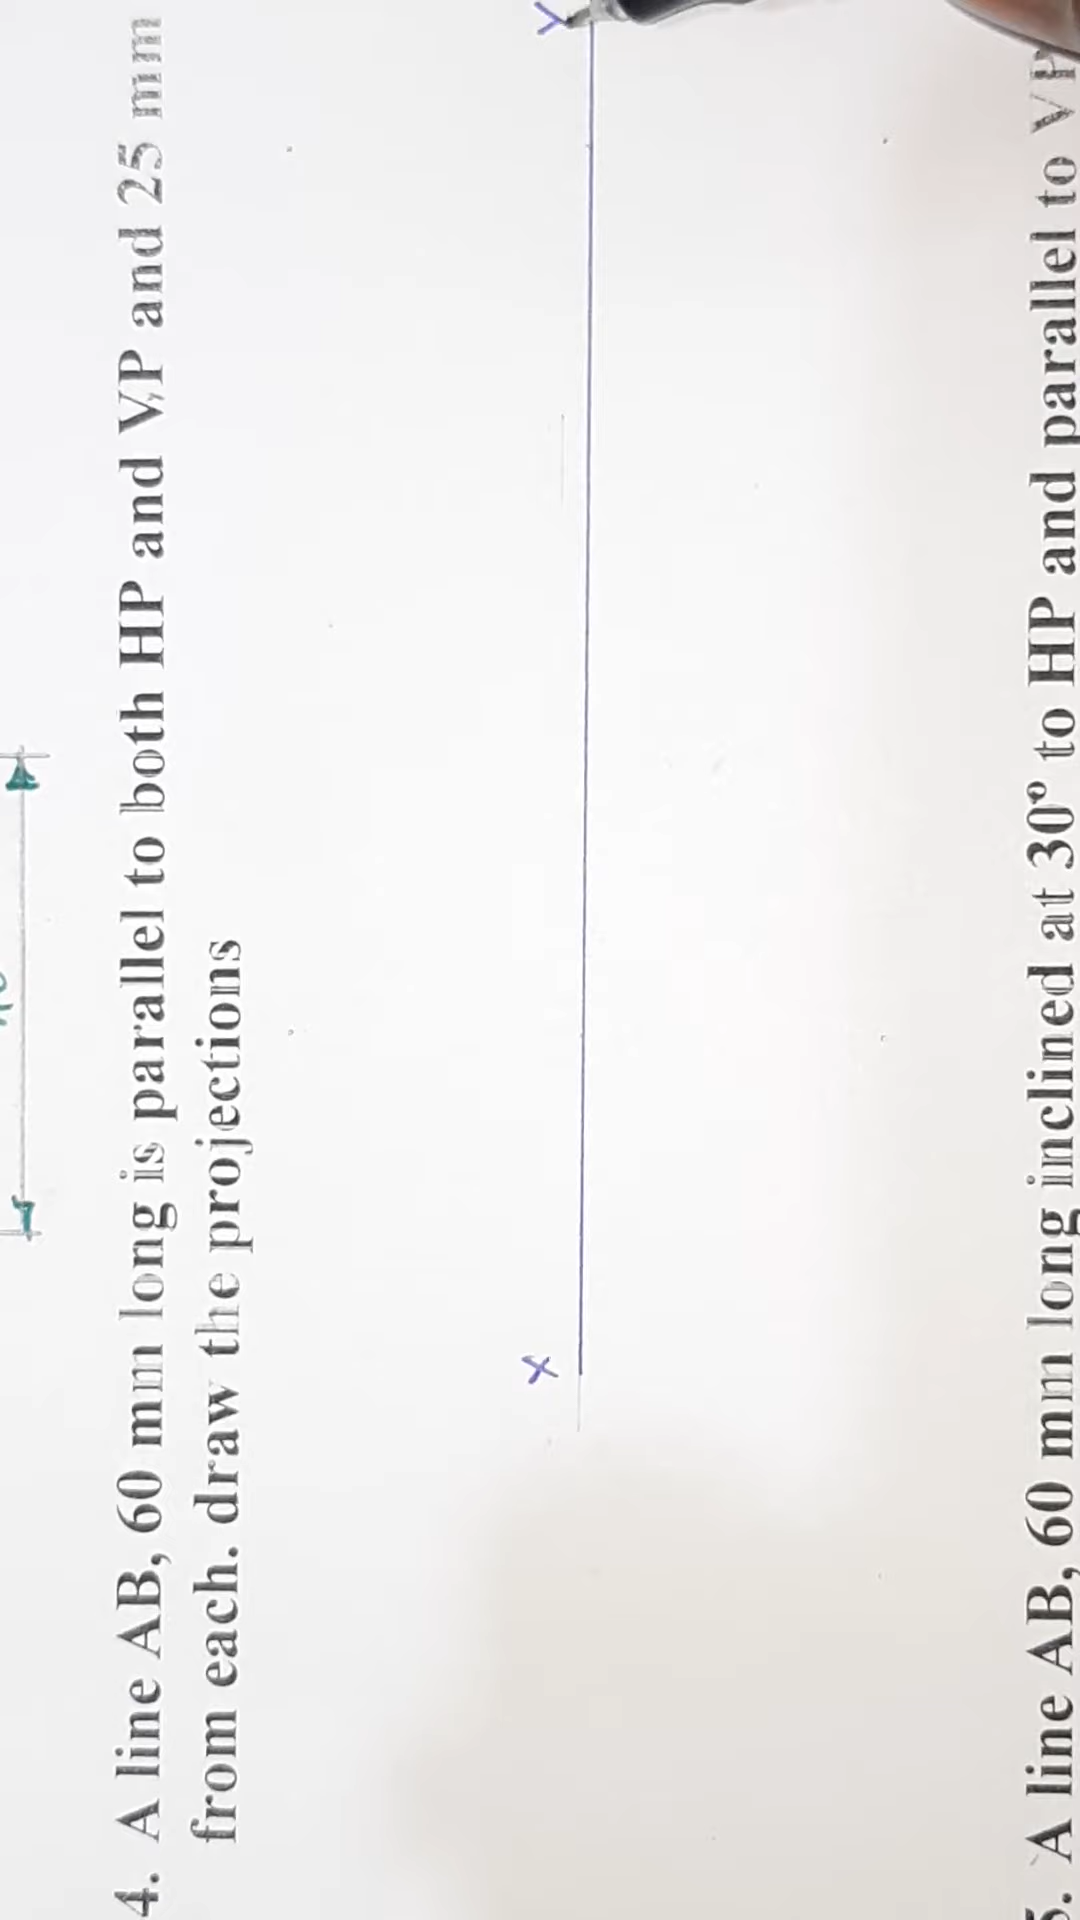 4. A line AB, 60 mm long is parallel to both HP and VP and 25 mm
from each. draw the projections
X
Y
5. A line AB, 60 mm long inclined at 30º to HP and parallel to VP